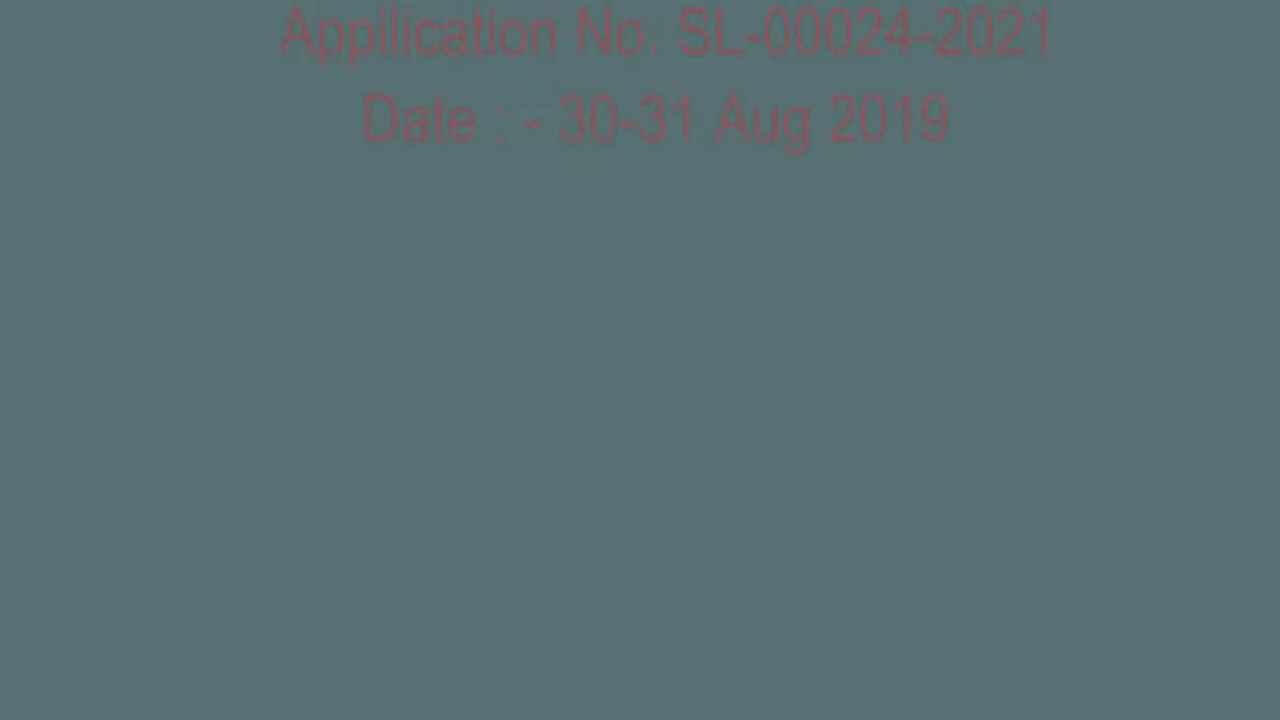 Appilication No. SL-00024-2021
Date : - 30-31 Aug 2019